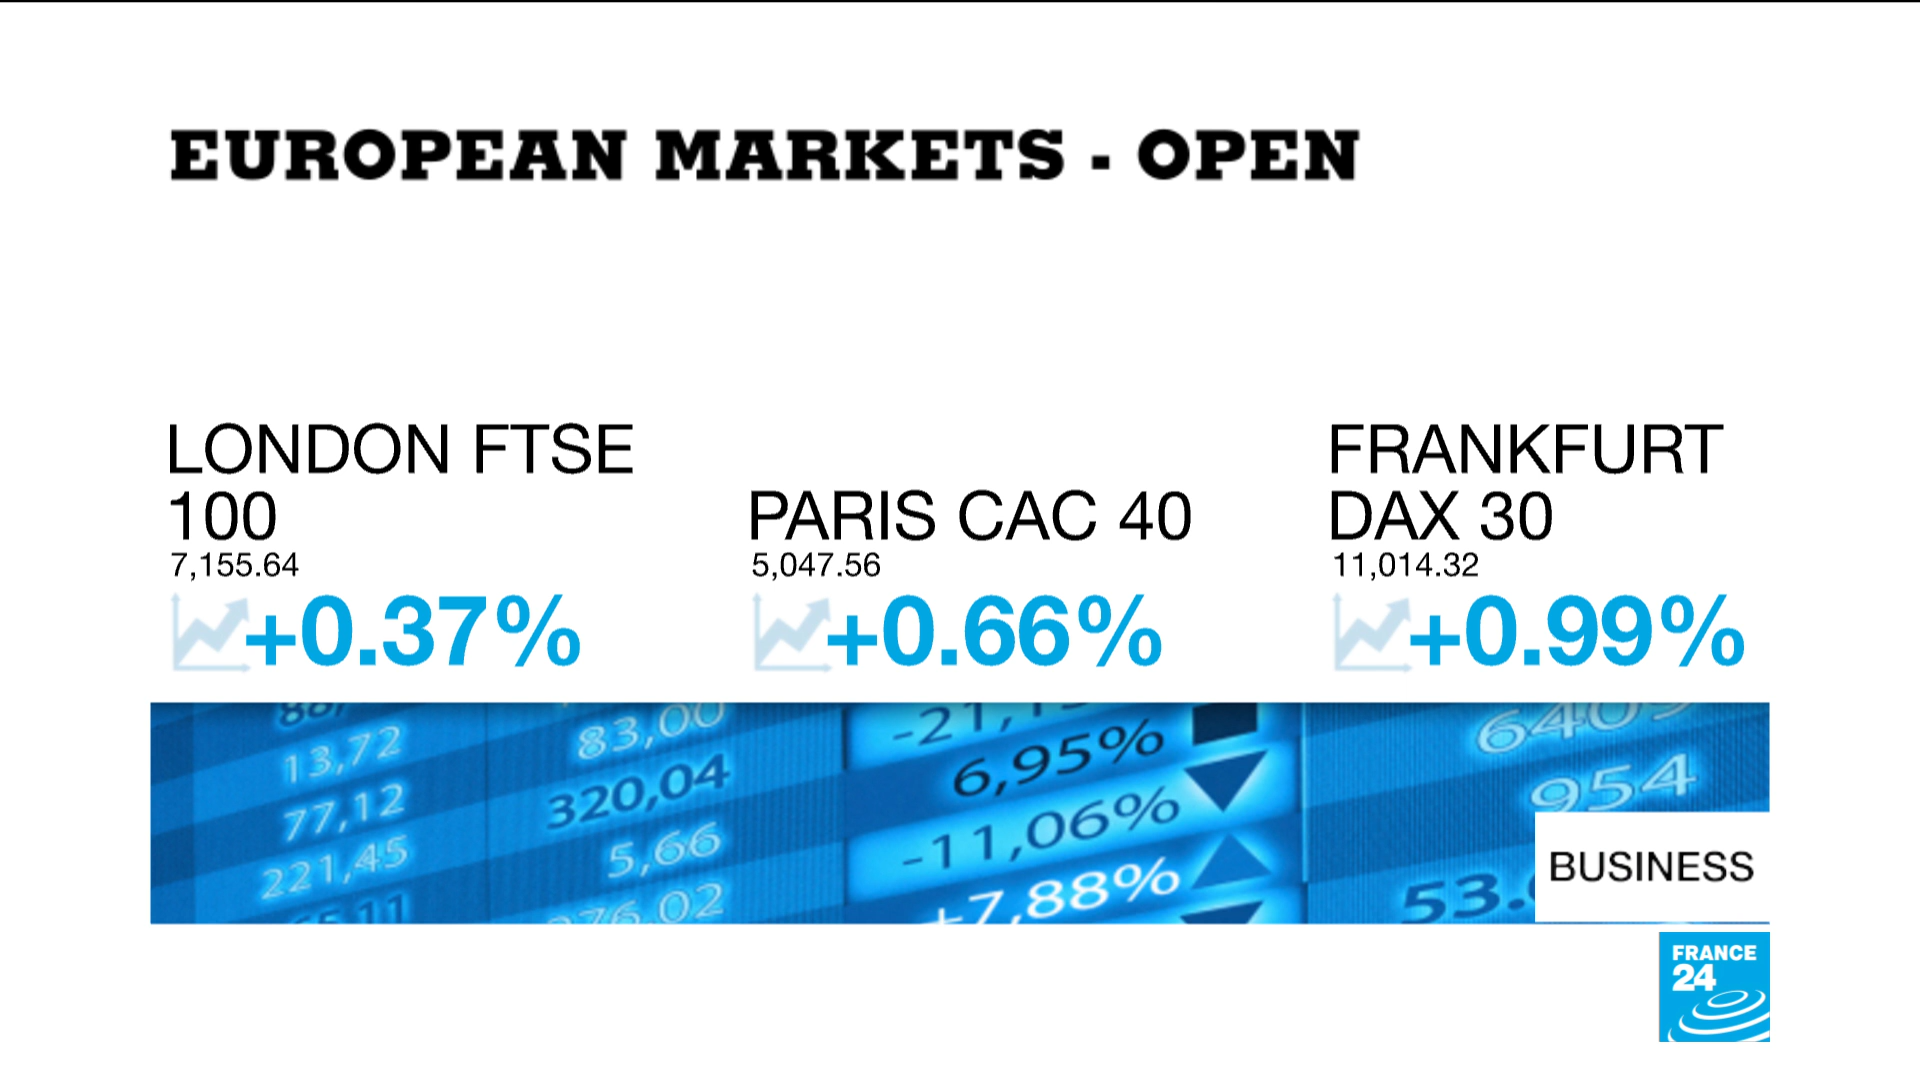 EUROPEAN MARKETS - OPEN
LONDON FTSE
100
7,155.64
+0.37%
PARIS CAC 40
5,047.56
+0.66%
FRANKFURT
DAX 30
11,014.32
+0.99%
13,72
77,12
221,45
83,00
320,04
5,66
6,95%
-11,06%
+7,88%
954
BUSINESS
FRANCE
24